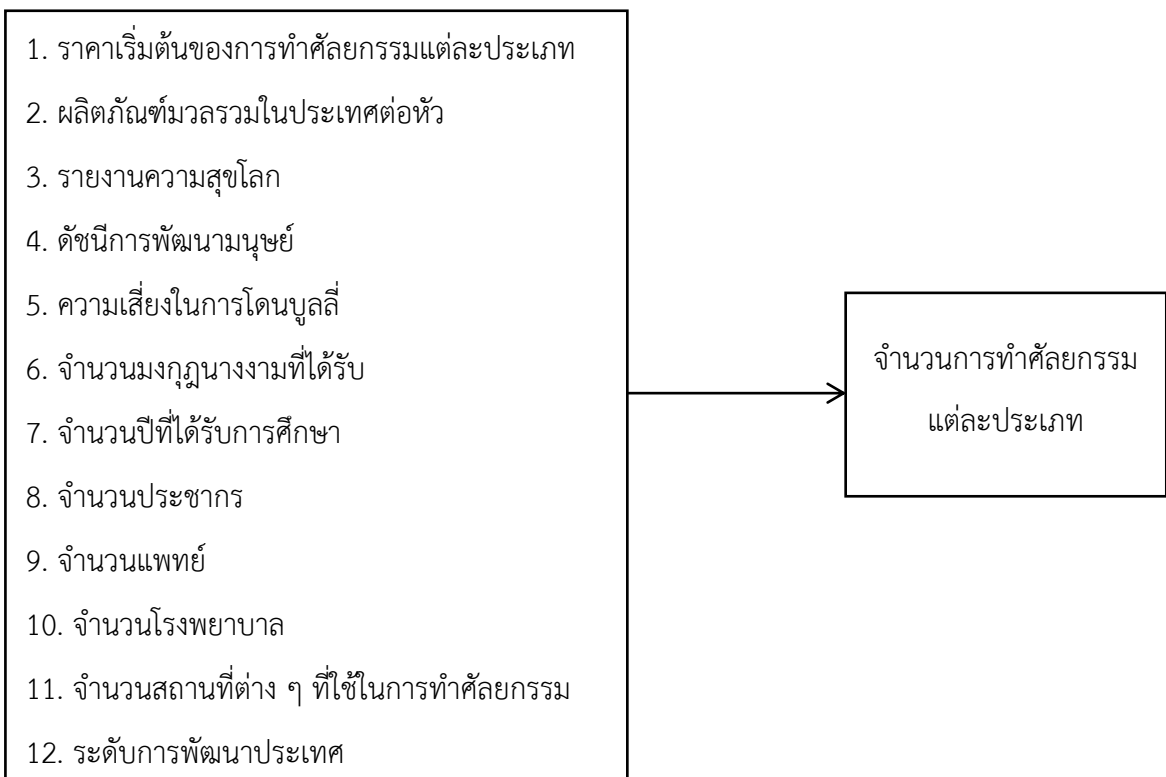 1. ราคาเริ่มต้นของการทำศัลยกรรมแต่ละประเภท
2. ผลิตภัณฑ์มวลรวมในประเทศต่อหัว
3. รายงานความสุขโลก
4. ดัชนีการพัฒนามนุษย์
5. ความเสี่ยงในการโดนบูลลี่
6. จำนวนมงกุฎนางงามที่ได้รับ
7. จำนวนปีที่ได้รับการศึกษา
8. จำนวนประชากร
9. จำนวนแพทย์
10. จำนวนโรงพยาบาล
11. จำนวนสถานที่ต่าง ๆ ที่ใช้ในการทำศัลยกรรม
12. ระดับการพัฒนาประเทศ
จำนวนการทำศัลยกรรม
แต่ละประเภท